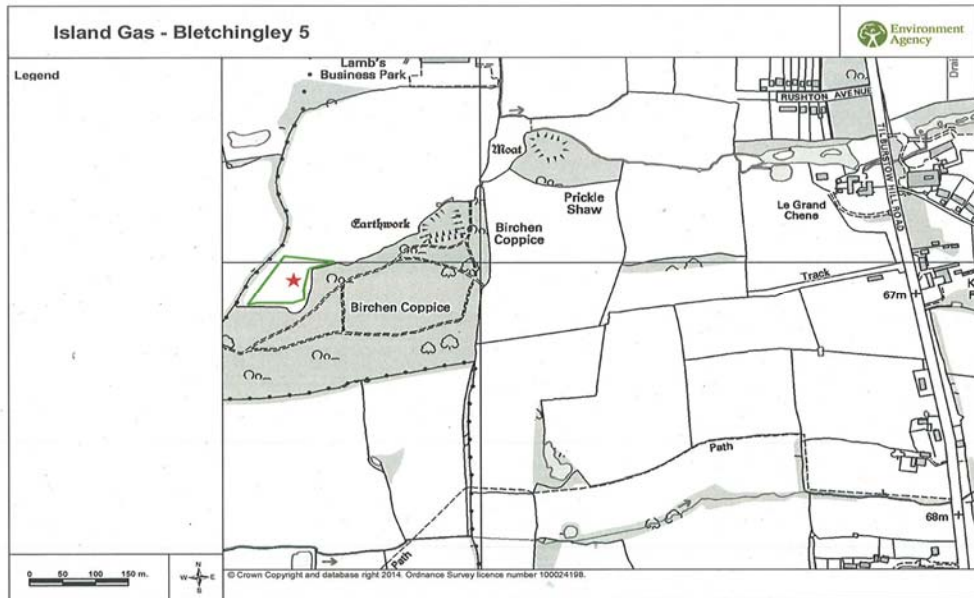 Island Gas - Bletchingley 5
Environment
Agency
Legend
Lamb's
Business Park
RUSHTON AVENUE
Drai
TILBURSTOW HILL ROAD
Moat
Prickle
Shaw
Le Grand
Chene
Earthwork
Birchen
Coppice
Track
K
67m
Birchen Coppice
Path
68m
Path
0 50 100 150 m.
N
W E
S
© Crown Copyright and database right 2014. Ordnance Survey licence number 100024198.